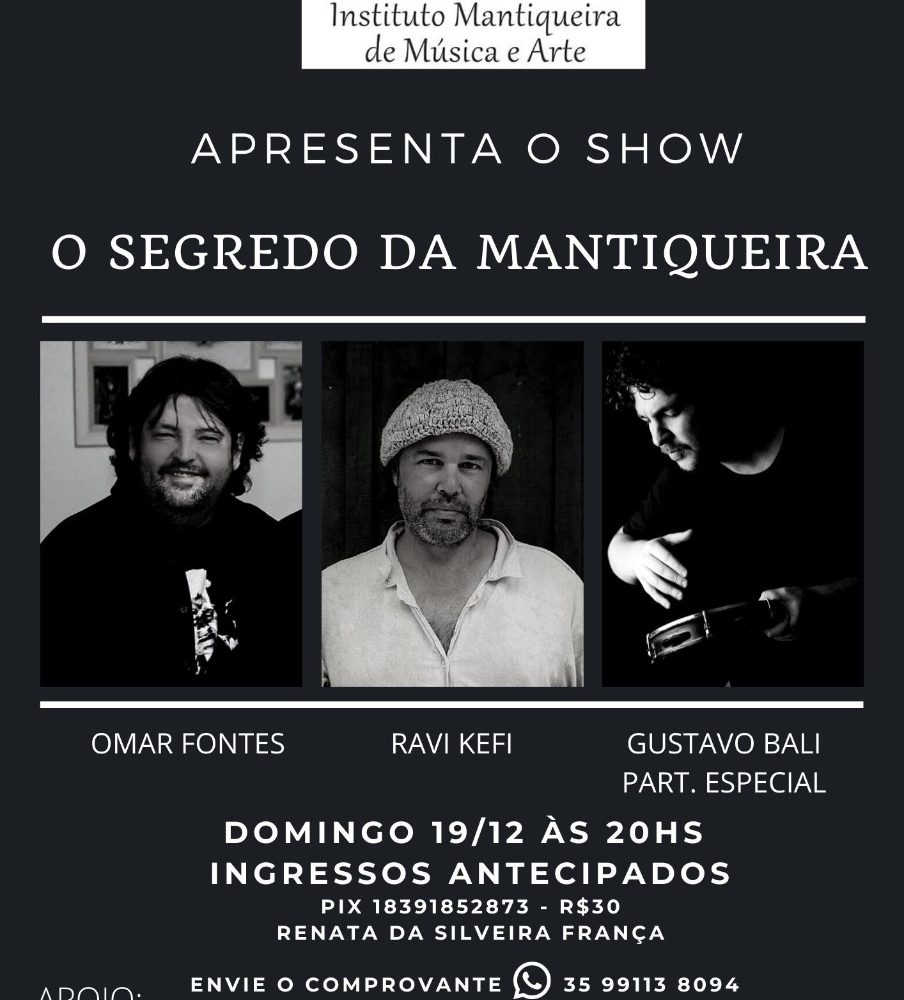 Instituto Mantiqueira
de Música e Arte
APRESENTA O SHOW
O SEGREDO DA MANTIQUEIRA
OMAR FONTES
RAVI KEFI
GUSTAVO BALI
PART. ESPECIAL
DOMINGO 19/12 ÀS 20HS
INGRESSOS ANTECIPADOS
PIX 18391852873 - R$30
RENATA DA SILVEIRA FRANÇA
ENVIE O COMPROVANTE 35 99113 8094
APOIO: